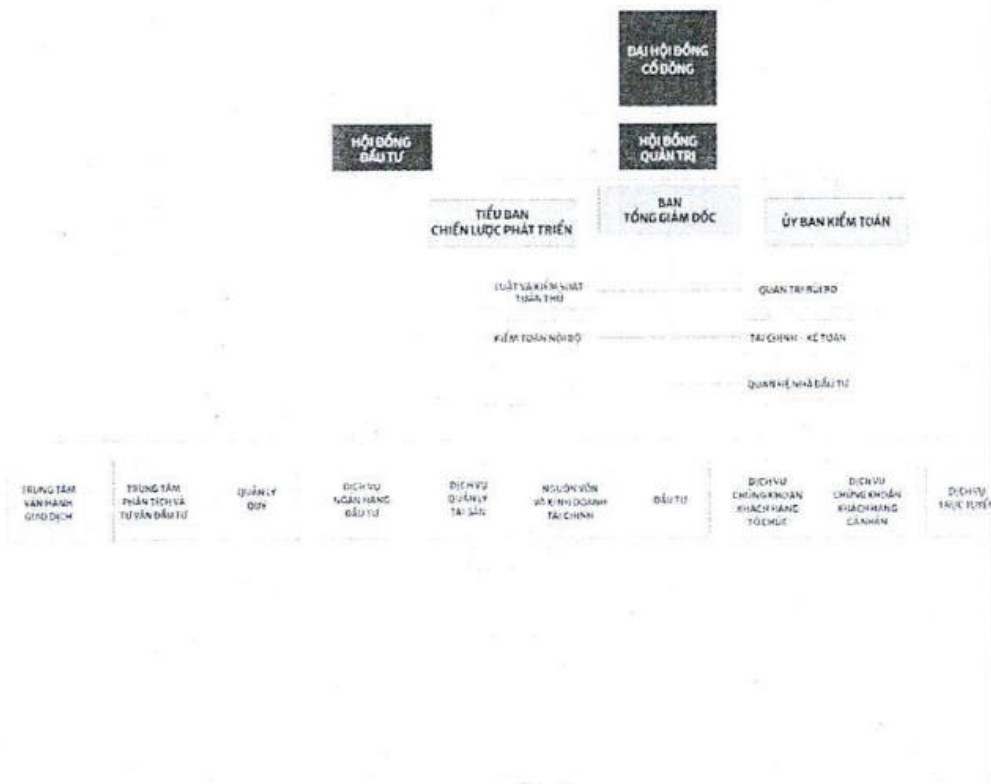 ĐẠI HỘI ĐỒNG
CỔ ĐÔNG
HỘI ĐỒNG
ĐẦU TƯ
HỘI ĐỒNG
QUẢN TRỊ
TIỂU BAN
CHIẾN LƯỢC PHÁT TRIỂN
BAN
TỔNG GIÁM ĐỐC
ỦY BAN KIỂM TOÁN
LUẬT VÀ KIỂM SOÁT
TUÂN THỦ
QUẢN TRỊ RỦI RO
KIỂM TOÁN NỘI BỘ
TÀI CHÍNH - KẾ TOÁN
QUAN HỆ NHÀ ĐẦU TƯ
TRUNG TÂM
VẬN HÀNH
GIAO DỊCH
TRUNG TÂM
PHÂN TÍCH VÀ
TƯ VẤN ĐẦU TƯ
QUẢN LÝ
QUỸ
DỊCH VỤ
NGÂN HÀNG
ĐẦU TƯ
DỊCH VỤ
QUẢN LÝ
TÀI SẢN
NGUỒN VỐN
VÀ KINH DOANH
TÀI CHÍNH
ĐẦU TƯ
DỊCH VỤ
CHỨNG KHOÁN
KHÁCH HÀNG
TỔ CHỨC
DỊCH VỤ
CHỨNG KHOÁN
KHÁCH HÀNG
CÁ NHÂN
DỊCH VỤ
TRỰC TUYẾN